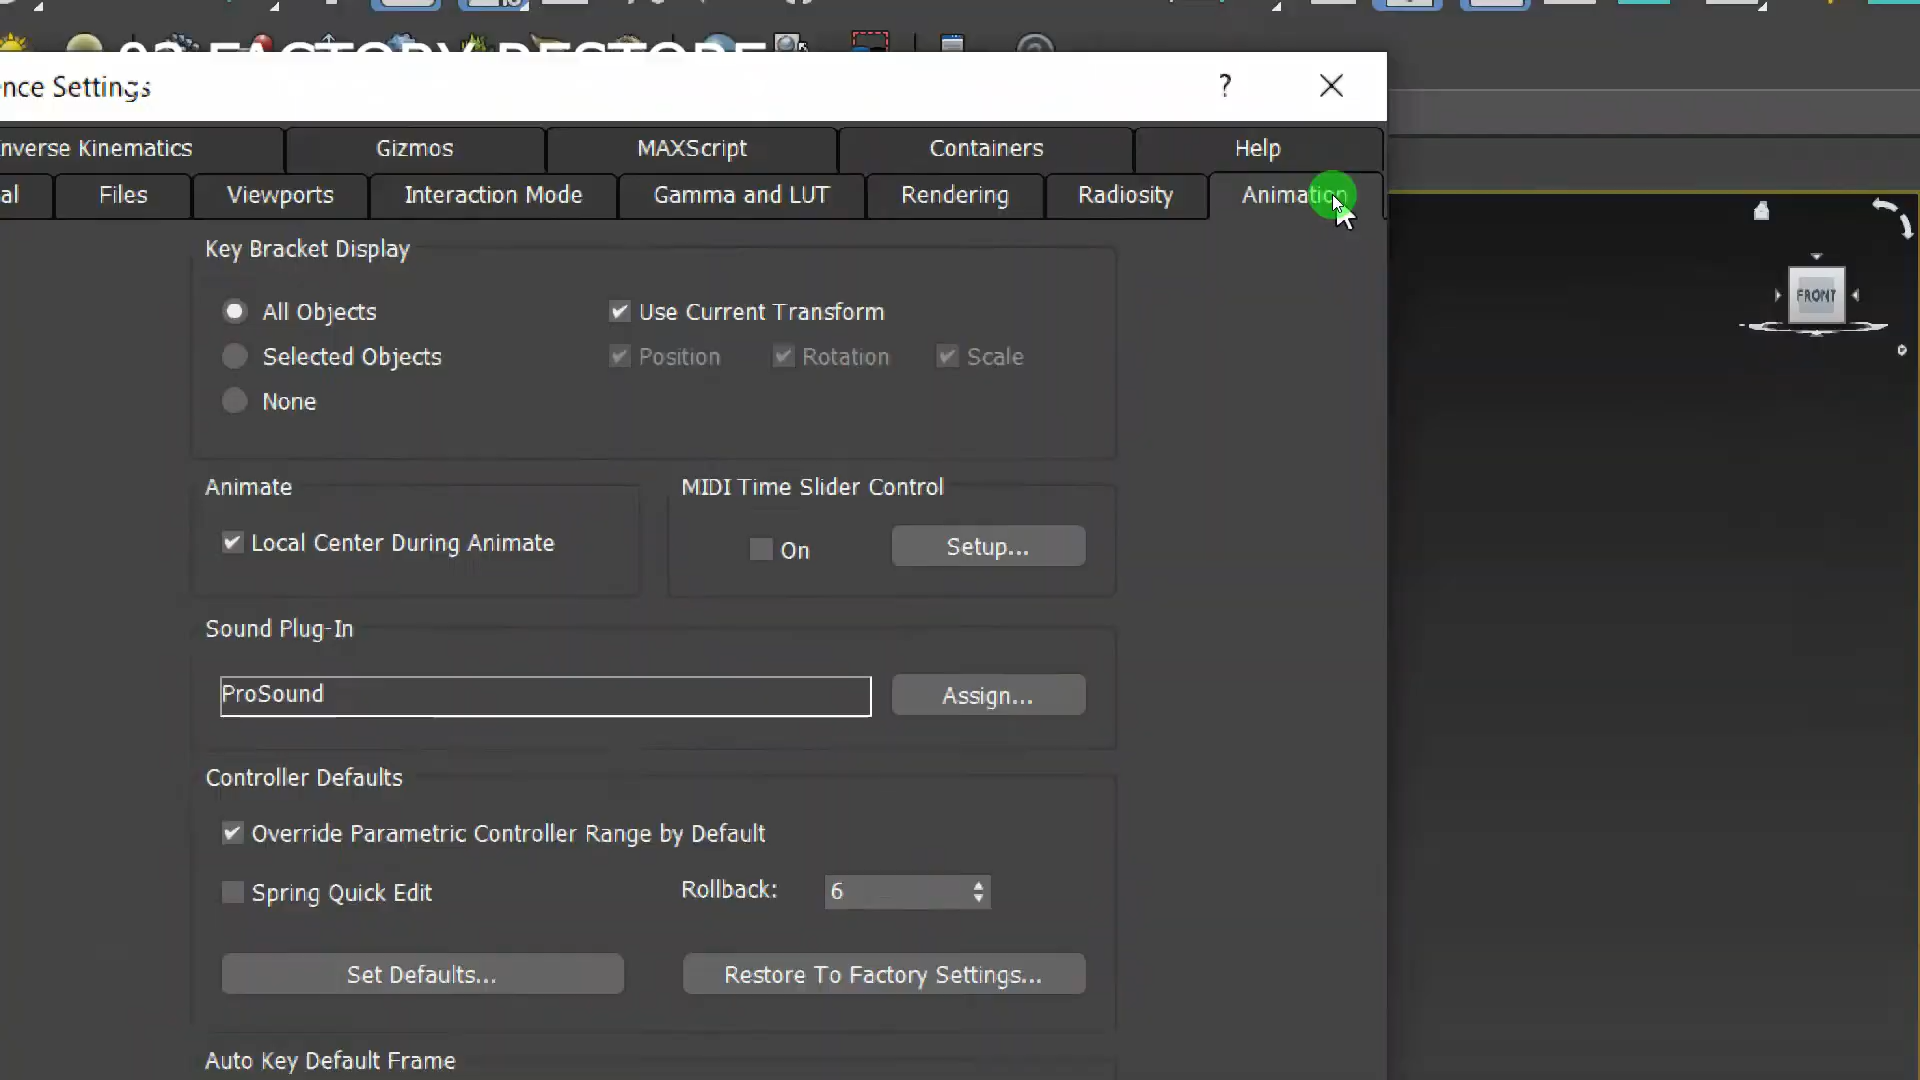 02 FACTORY RESTORE
nce Settings
?
nverse Kinematics Gizmos MAXScript Containers Help
al Files Viewports Interaction Mode Gamma and LUT Rendering Radiosity Animation
Key Bracket Display
All Objects Use Current Transform
Selected Objects Position Rotation Scale
None
FRONT
Animate MIDI Time Slider Control
Local Center During Animate On Setup...
Sound Plug-In
ProSound Assign...
Controller Defaults
Override Parametric Controller Range by Default
Spring Quick Edit Rollback: 6
Set Defaults... Restore To Factory Settings...
Auto Key Default Frame